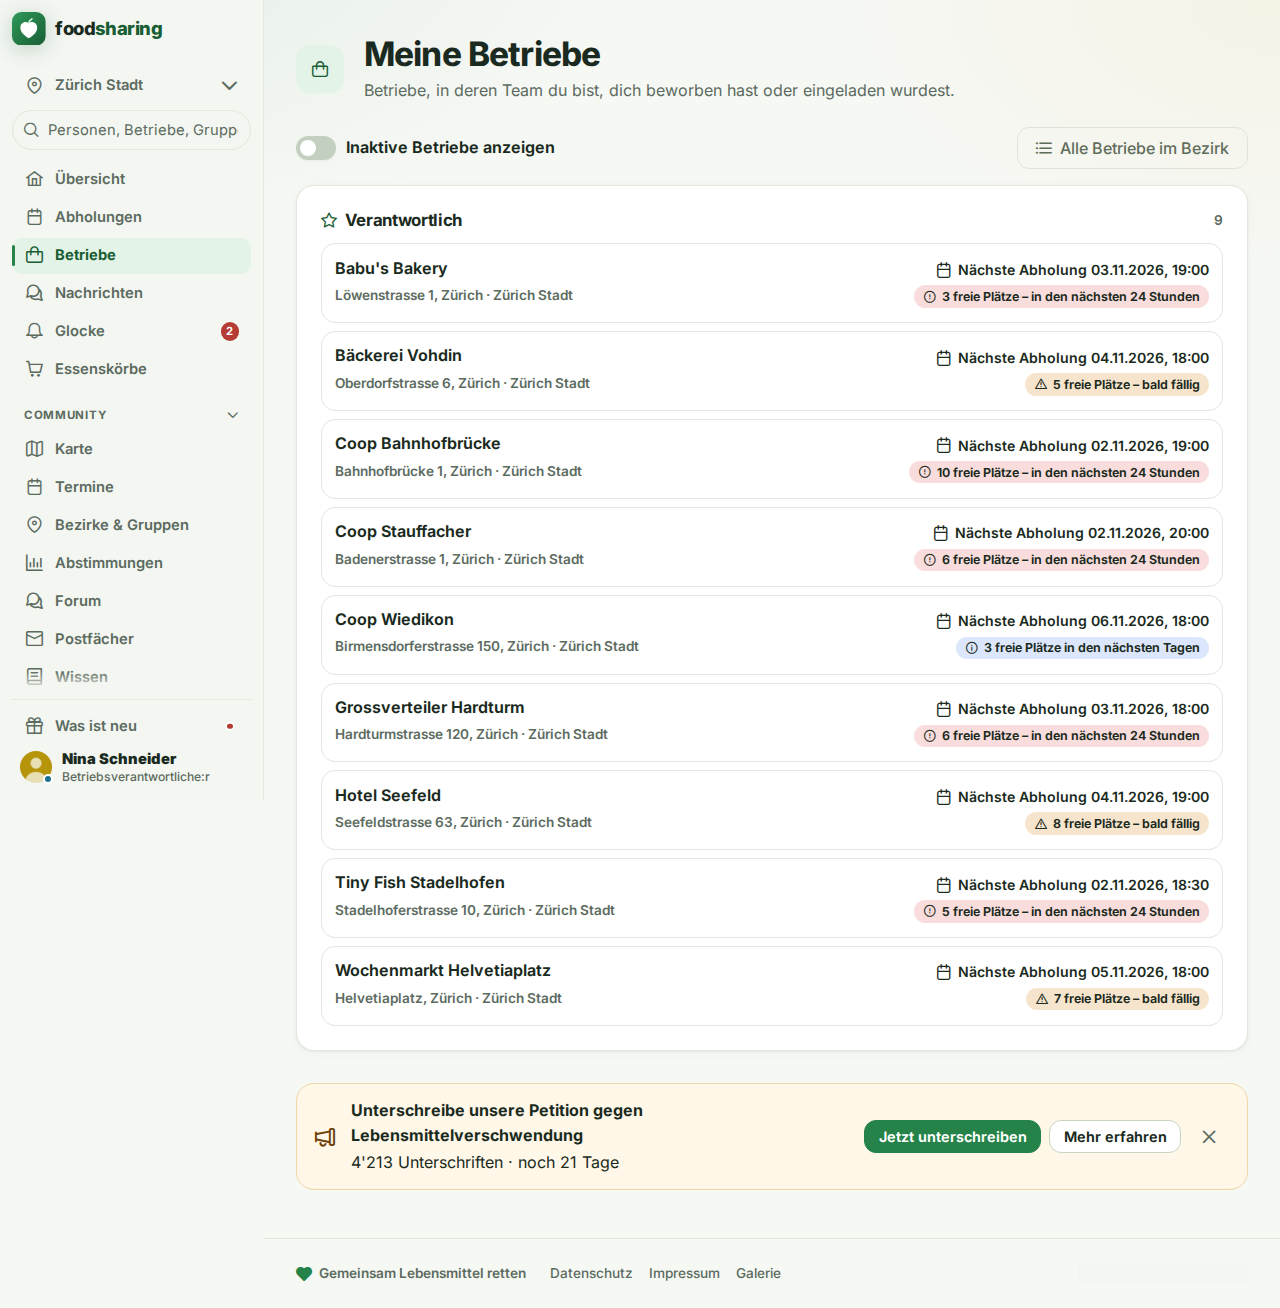 foodsharing
Zürich Stadt
Personen, Betriebe, Grupp
Übersicht
Abholungen
Betriebe
Nachrichten
Glocke 2
Essenskörbe
COMMUNITY
Karte
Termine
Bezirke & Gruppen
Abstimmungen
Forum
Postfächer
Wissen
Was ist neu
Nina Schneider
Betriebsverantwortliche:r
Meine Betriebe
Betriebe, in deren Team du bist, dich beworben hast oder eingeladen wurdest.
Inaktive Betriebe anzeigen
Alle Betriebe im Bezirk
Verantwortlich 9
Babu's Bakery
Löwenstrasse 1, Zürich · Zürich Stadt
Nächste Abholung 03.11.2026, 19:00
3 freie Plätze – in den nächsten 24 Stunden
Bäckerei Vohdin
Oberdorfstrasse 6, Zürich · Zürich Stadt
Nächste Abholung 04.11.2026, 18:00
5 freie Plätze – bald fällig
Coop Bahnhofbrücke
Bahnhofbrücke 1, Zürich · Zürich Stadt
Nächste Abholung 02.11.2026, 19:00
10 freie Plätze – in den nächsten 24 Stunden
Coop Stauffacher
Badenerstrasse 1, Zürich · Zürich Stadt
Nächste Abholung 02.11.2026, 20:00
6 freie Plätze – in den nächsten 24 Stunden
Coop Wiedikon
Birmensdorferstrasse 150, Zürich · Zürich Stadt
Nächste Abholung 06.11.2026, 18:00
3 freie Plätze in den nächsten Tagen
Grossverteiler Hardturm
Hardturmstrasse 120, Zürich · Zürich Stadt
Nächste Abholung 03.11.2026, 18:00
6 freie Plätze – in den nächsten 24 Stunden
Hotel Seefeld
Seefeldstrasse 63, Zürich · Zürich Stadt
Nächste Abholung 04.11.2026, 19:00
8 freie Plätze – bald fällig
Tiny Fish Stadelhofen
Stadelhoferstrasse 10, Zürich · Zürich Stadt
Nächste Abholung 02.11.2026, 18:30
5 freie Plätze – in den nächsten 24 Stunden
Wochenmarkt Helvetiaplatz
Helvetiaplatz, Zürich · Zürich Stadt
Nächste Abholung 05.11.2026, 18:00
7 freie Plätze – bald fällig
Unterschreibe unsere Petition gegen
Lebensmittelverschwendung
4'213 Unterschriften · noch 21 Tage
Jetzt unterschreiben
Mehr erfahren
Gemeinsam Lebensmittel retten
Datenschutz
Impressum
Galerie